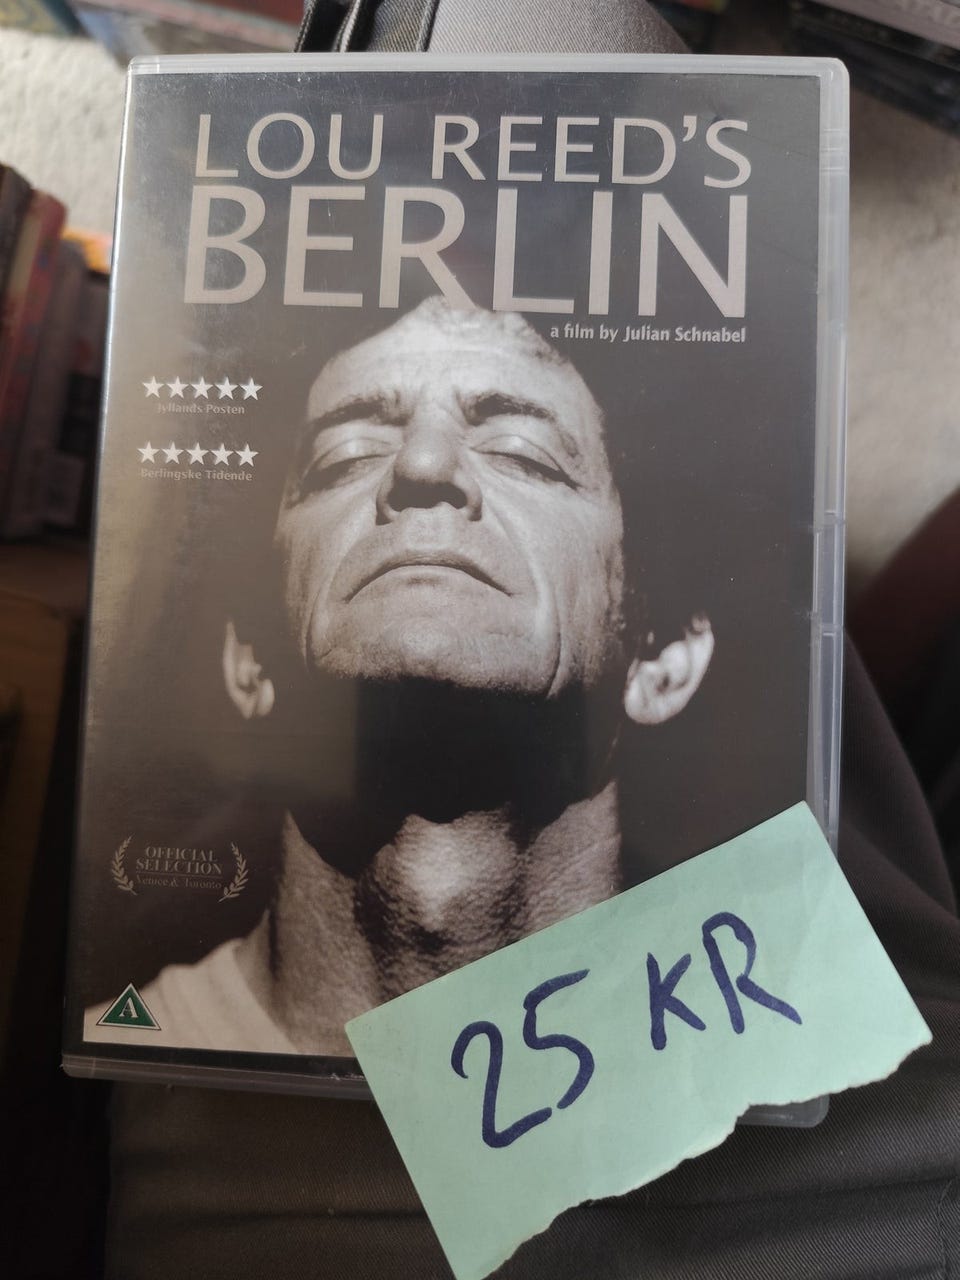 LOU REED'S
BERLIN
a film by Julian Schnabel
★★★★★
Jyllands Posten
★★★★★
Berlingske Tidende
OFFICIAL
SELECTION
Venice & Toronto
A
25 KR